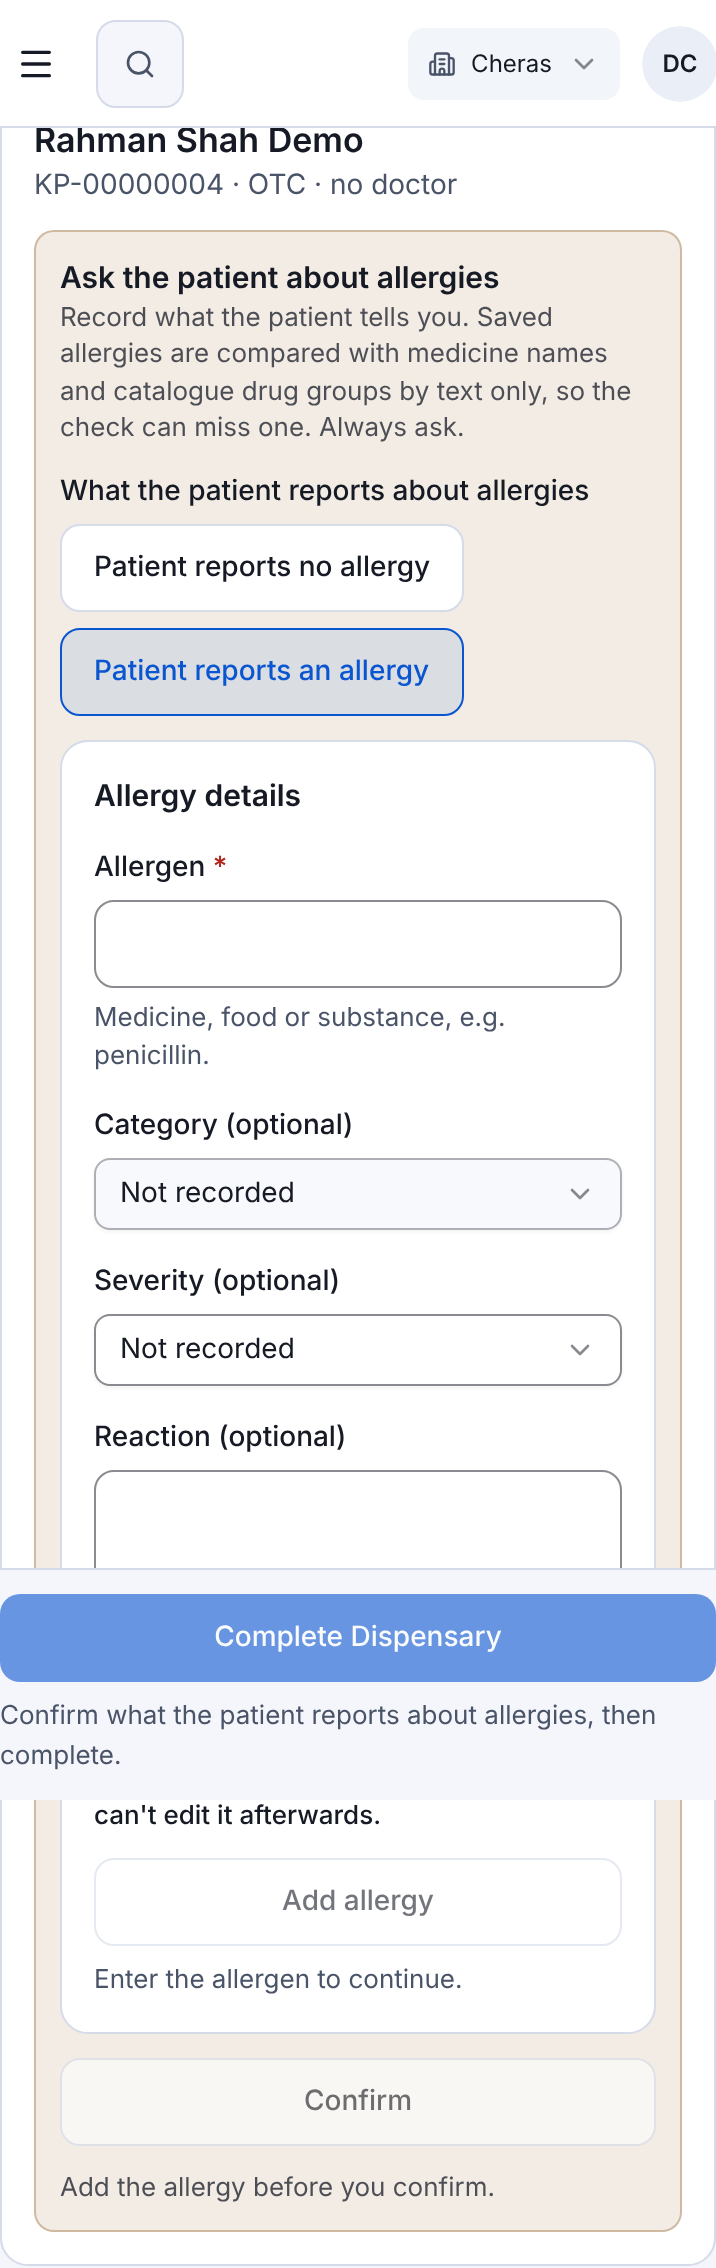 Cheras
DC
Rahman Shah Demo
KP-00000004 · OTC · no doctor
Ask the patient about allergies
Record what the patient tells you. Saved
allergies are compared with medicine names
and catalogue drug groups by text only, so the
check can miss one. Always ask.
What the patient reports about allergies
Patient reports no allergy
Patient reports an allergy
Allergy details
Allergen *
Medicine, food or substance, e.g.
penicillin.
Category (optional)
Not recorded
Severity (optional)
Not recorded
Reaction (optional)
Complete Dispensary
Confirm what the patient reports about allergies, then
complete.
can't edit it afterwards.
Add allergy
Enter the allergen to continue.
Confirm
Add the allergy before you confirm.